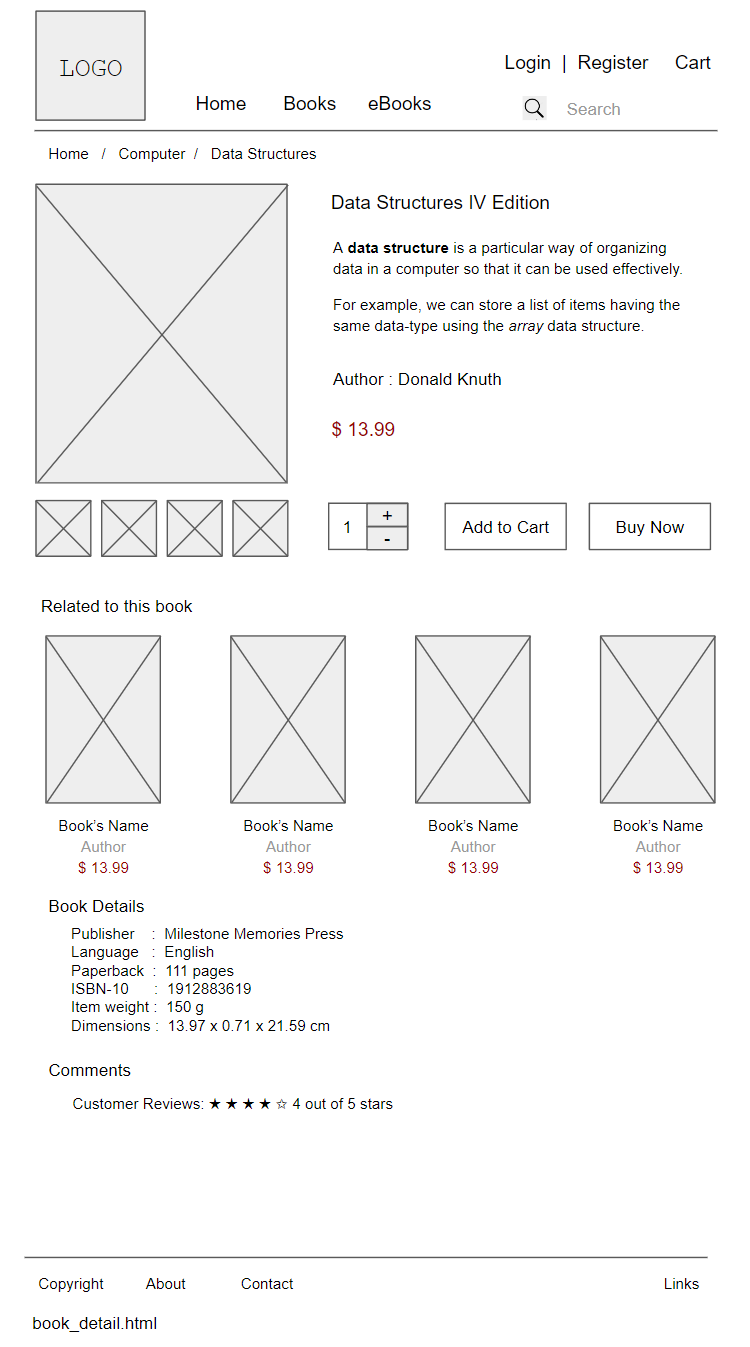 LOGO
Login | Register Cart
Home Books eBooks Search
Home / Computer / Data Structures
Data Structures IV Edition
A data structure is a particular way of organizing
data in a computer so that it can be used effectively.
For example, we can store a list of items having the
same data-type using the array data structure.
Author : Donald Knuth
$ 13.99
1 + - Add to Cart Buy Now
Related to this book
Book's Name Book's Name Book's Name Book's Name
Author Author Author Author
$ 13.99 $ 13.99 $ 13.99 $ 13.99
Book Details
Publisher : Milestone Memories Press
Language : English
Paperback : 111 pages
ISBN-10 : 1912883619
Item weight : 150 g
Dimensions : 13.97 x 0.71 x 21.59 cm
Comments
Customer Reviews: ★ ★ ★ ★ ☆ 4 out of 5 stars
Copyright About Contact Links
book_detail.html